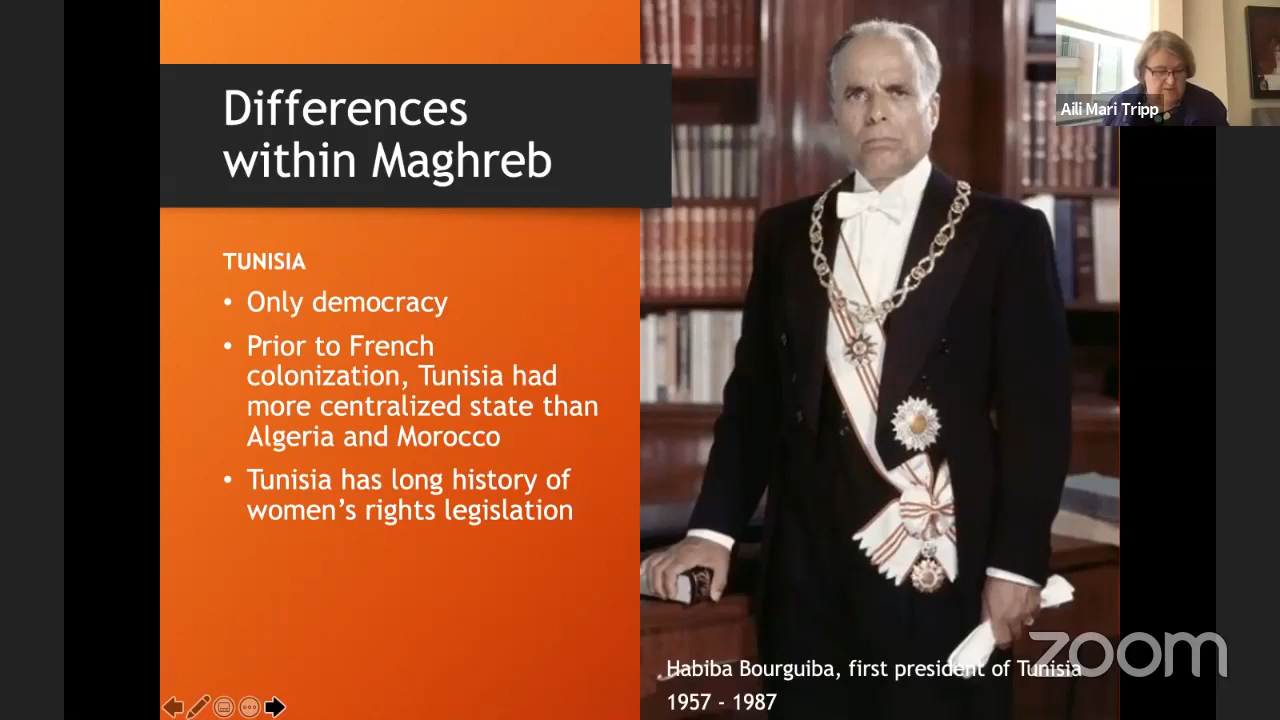 Differences
within Maghreb
TUNISIA
• Only democracy
• Prior to French
colonization, Tunisia had
more centralized state than
Algeria and Morocco
• Tunisia has long history of
women's rights legislation
Habiba Bourguiba, first president of Tunisia
1957 - 1987
Aili Mari Tripp
zoom